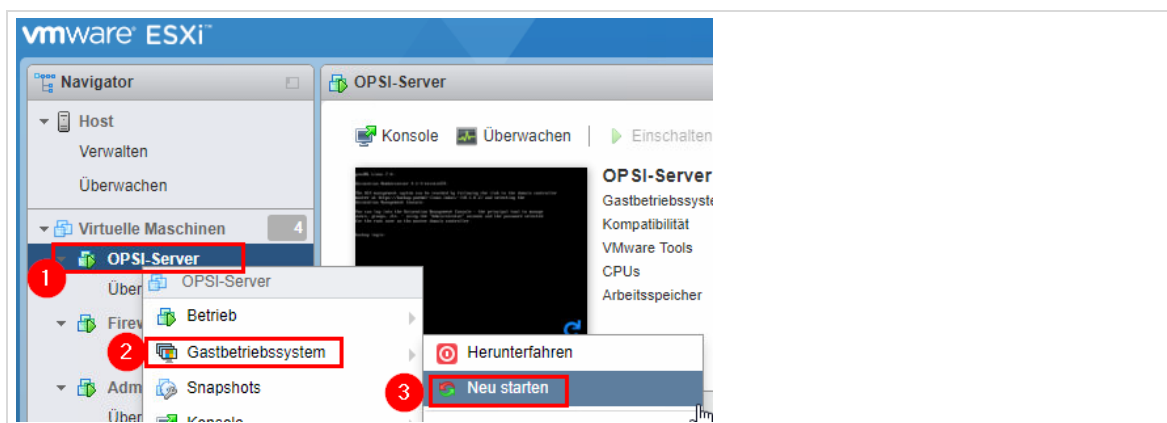 vmware ESXi™
Navigator
OPSI-Server
Host
Verwalten
Überwachen
Konsole
Überwachen
Einschalten
OPSI-Server
Gastbetriebssyste
Kompatibilität
VMware Tools
CPUs
Arbeitsspeicher
Virtuelle Maschinen
4
OPSI-Server
1
Über
OPSI-Server
Firew
Betrieb
2
Gastbetriebssystem
Herunterfahren
Adm
Snapshots
3
Neu starten
Über
Konsole